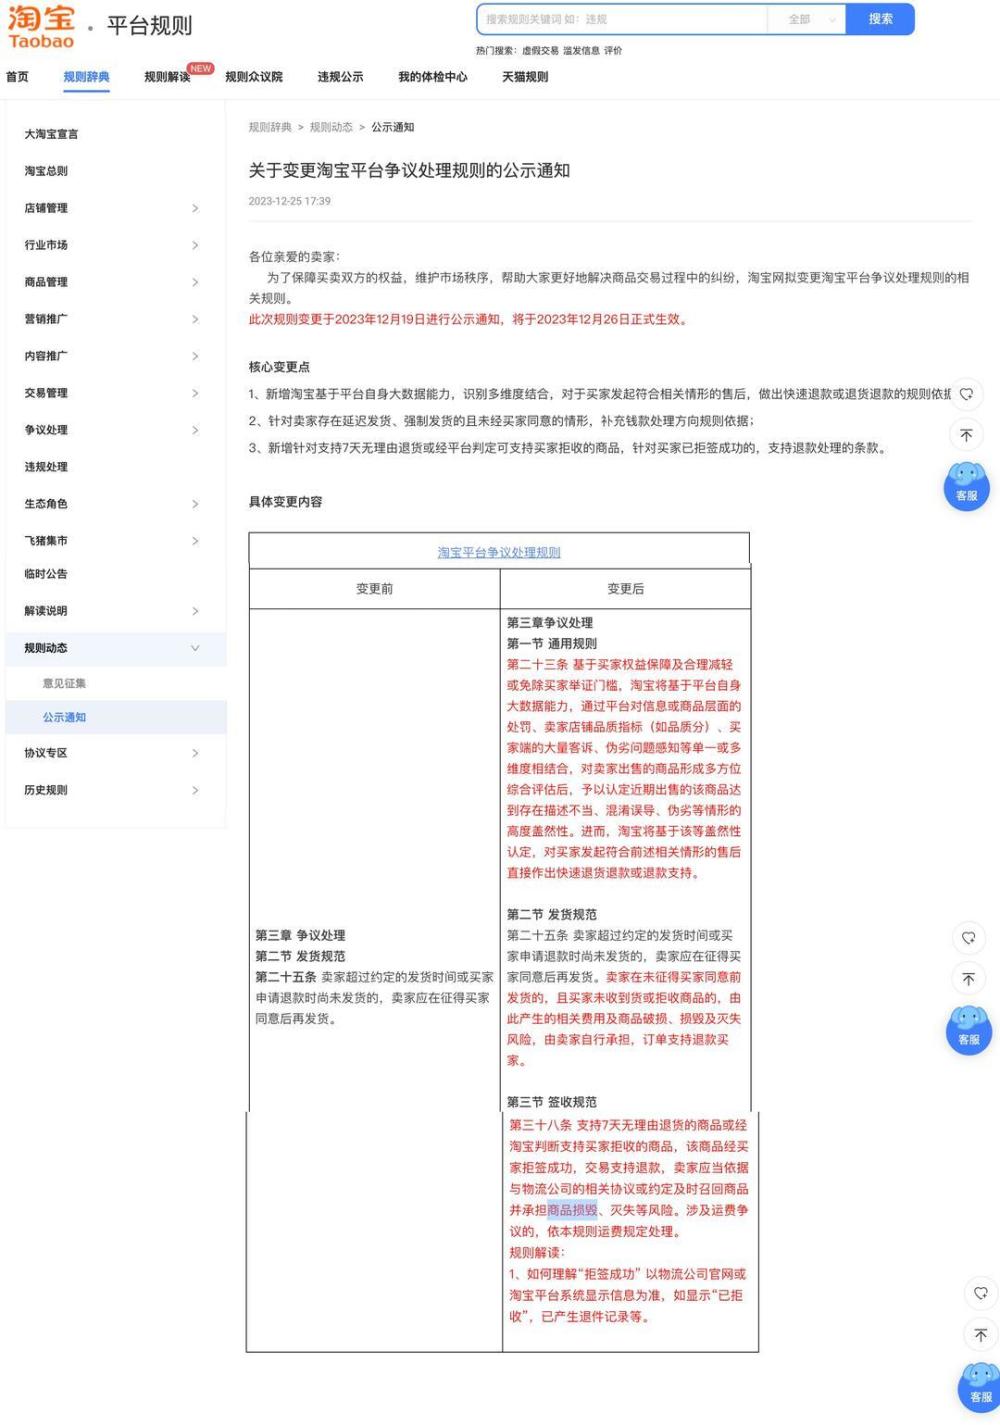 淘宝
Taobao
平台规则
搜索规则关键词 如：违规
全部
搜索
热门搜索：虚假交易 滥发信息 评价
首页
规则辞典
规则解读
NEW
规则众议院
违规公示
我的体检中心
天猫规则
大淘宝宣言
淘宝总则
店铺管理
行业市场
商品管理
营销推广
内容推广
交易管理
争议处理
违规处理
生态角色
飞猪集市
临时公告
解读说明
规则动态
意见征集
公示通知
协议专区
历史规则
规则辞典 > 规则动态 > 公示通知
关于变更淘宝平台争议处理规则的公示通知
2023-12-25 17:39
各位亲爱的卖家：
为了保障买卖双方的权益，维护市场秩序，帮助大家更好地解决商品交易过程中的纠纷，淘宝网拟变更淘宝平台争议处理规则的相
关规则。
此次规则变更于2023年12月19日进行公示通知，将于2023年12月26日正式生效。
核心变更点
1、新增淘宝基于平台自身大数据能力，识别多维度结合，对于买家发起符合相关情形的售后，做出快速退款或退货退款的规则依据
2、针对卖家存在延迟发货、强制发货的且未经买家同意的情形，补充钱款处理方向规则依据；
3、新增针对支持7天无理由退货或经平台判定可支持买家拒收的商品，针对买家已拒签成功的，支持退款处理的条款。
客服
具体变更内容
淘宝平台争议处理规则
变更前
变更后
第三章 争议处理
第二节 发货规范
第二十五条 卖家超过约定的发货时间或买家
申请退款时尚未发货的，卖家应在征得买家
同意后再发货。
第三章争议处理
第一节 通用规则
第二十三条 基于买家权益保障及合理减轻
或免除买家举证门槛，淘宝将基于平台自身
大数据能力，通过平台对信息或商品层面的
处罚、卖家店铺品质指标（如品质分）、买
家端的大量客诉、伪劣问题感知等单一或多
维度相结合，对卖家出售的商品形成多方位
综合评估后，予以认定近期出售的该商品达
到存在描述不当、混淆误导、伪劣等情形的
高度盖然性。进而，淘宝将基于该等盖然性
认定，对买家发起符合前述相关情形的售后
直接作出快速退货退款或退款支持。
第二节 发货规范
第二十五条 卖家超过约定的发货时间或买
家申请退款时尚未发货的，卖家应在征得买
家同意后再发货。卖家在未征得买家同意前
发货的，且买家未收到货或拒收商品的，由
此产生的相关费用及商品破损、损毁及灭失
风险，由卖家自行承担，订单支持退款买
家。
第三节 签收规范
第三十八条 支持7天无理由退货的商品或经
淘宝判断支持买家拒收的商品，该商品经买
家拒签成功，交易支持退款，卖家应当依据
与物流公司的相关协议或约定及时召回商品
并承担商品损毁、灭失等风险。涉及运费争
议的，依本规则运费规定处理。
规则解读：
1、如何理解“拒签成功” 以物流公司官网或
淘宝平台系统显示信息为准，如显示“已拒
收”，已产生退件记录等。
客服
客服